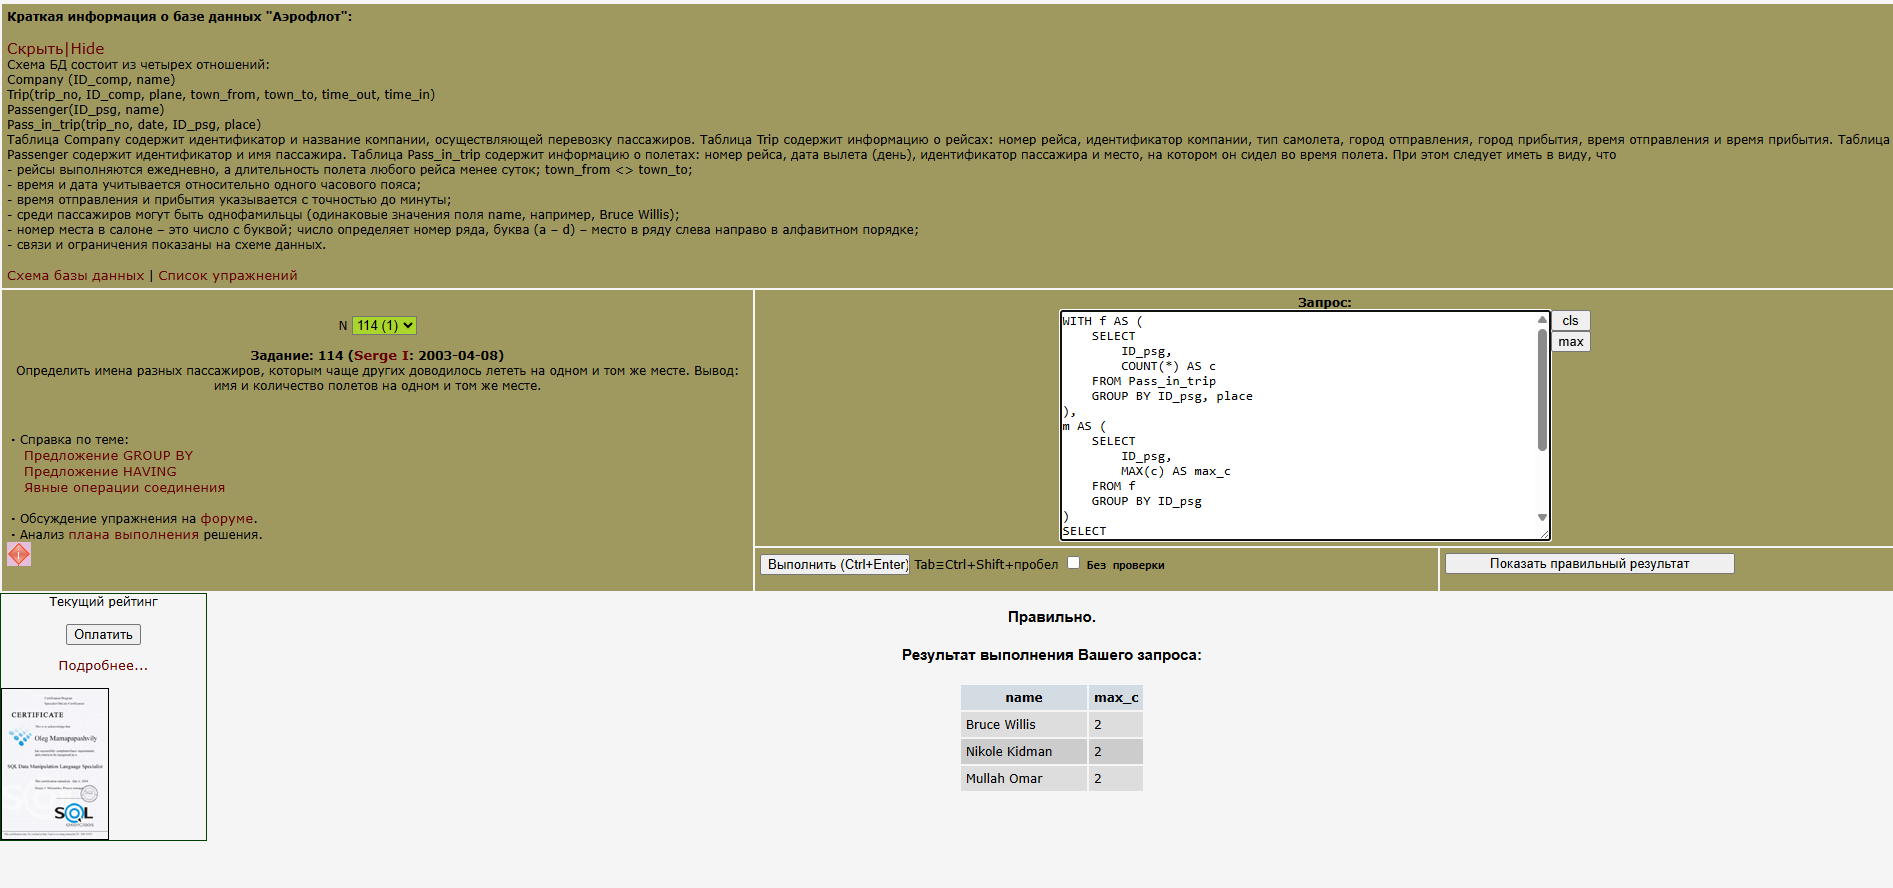 Краткая информация о базе данных "Аэрофлот":
Скрыть|Hide
Схема БД состоит из четырех отношений:
Company (ID_comp, name)
Trip(trip_no, ID_comp, plane, town_from, town_to, time_out, time_in)
Passenger(ID_psg, name)
Pass_in_trip(trip_no, date, ID_psg, place)
Таблица Company содержит идентификатор и название компании, осуществляющей перевозку пассажиров. Таблица Trip содержит информацию о рейсах: номер рейса, идентификатор компании, тип самолета, город отправления, город прибытия, время отправления и время прибытия. Таблица
Passenger содержит идентификатор и имя пассажира. Таблица Pass_in_trip содержит информацию о полетах: номер рейса, дата вылета (день), идентификатор пассажира и место, на котором он сидел во время полета. При этом следует иметь в виду, что
- рейсы выполняются ежедневно, а длительность полета любого рейса менее суток; town_from <> town_to;
- время и дата учитывается относительно одного часового пояса;
- время отправления и прибытия указывается с точностью до минуты;
- среди пассажиров могут быть однофамильцы (одинаковые значения поля name, например, Bruce Willis);
- номер места в салоне – это число с буквой; число определяет номер ряда, буква (a – d) – место в ряду слева направо в алфавитном порядке;
- связи и ограничения показаны на схеме данных.
Схема базы данных | Список упражнений
N 114 (1)
Задание: 114 (Serge I: 2003-04-08)
Определить имена разных пассажиров, которым чаще других доводилось лететь на одном и том же месте. Вывод:
имя и количество полетов на одном и том же месте.
· Справка по теме:
Предложение GROUP BY
Предложение HAVING
Явные операции соединения
· Обсуждение упражнения на форуме.
· Анализ плана выполнения решения.
Запрос:
WITH f AS (
SELECT
ID_psg,
COUNT(*) AS c
FROM Pass_in_trip
GROUP BY ID_psg, place
),
m AS (
SELECT
ID_psg,
MAX(c) AS max_c
FROM f
GROUP BY ID_psg
)
SELECT
cls
max
Выполнить (Ctrl+Enter) Tab≡Ctrl+Shift+пробел Без проверки
Показать правильный результат
Текущий рейтинг
Оплатить
Подробнее...
CERTIFICATE
Oleg Mamapapashvily
SQL Data Manipulation Language Specialist
SQL
Правильно.
Результат выполнения Вашего запроса:
name max_c
Bruce Willis 2
Nikole Kidman 2
Mullah Omar 2